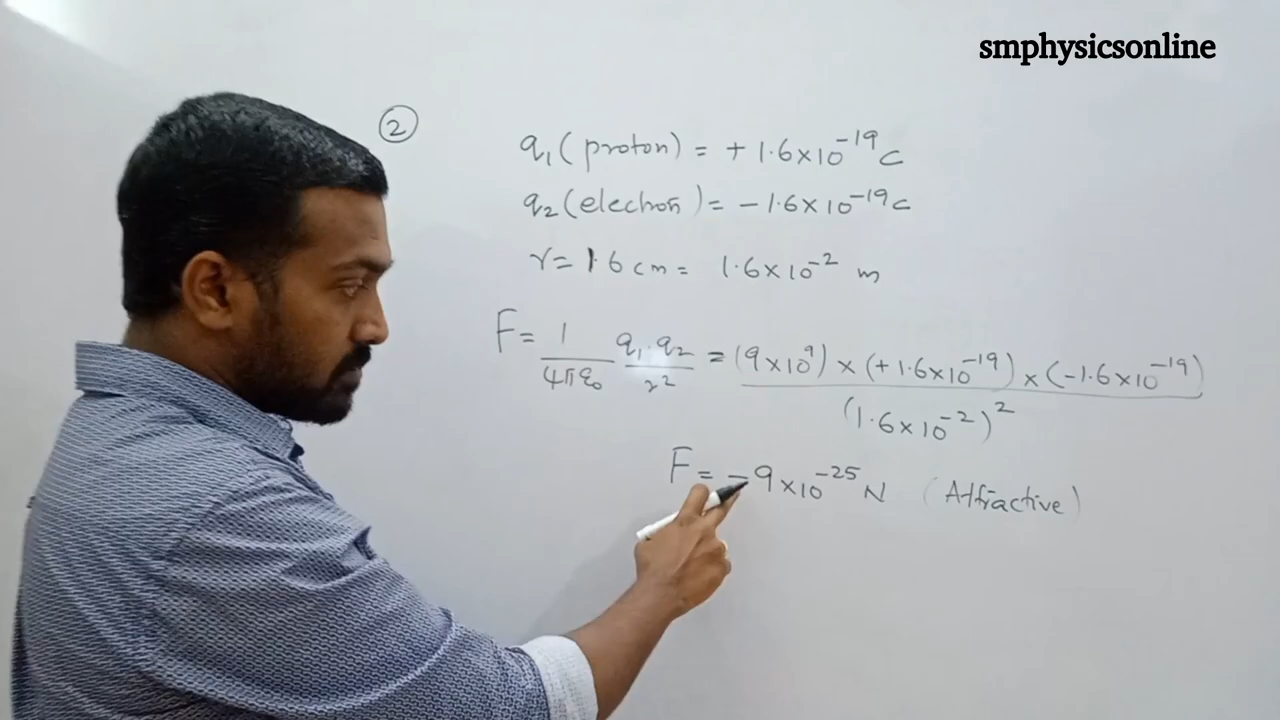 smphysicsonline
②
q₁ (proton) = + 1.6×10⁻¹⁹ C
q₂ (electron) = − 1.6×10⁻¹⁹ C
r = 1.6 cm = 1.6×10⁻² m
F = 1/4πε₀ q₁.q₂/r² = (9×10⁹) × (+1.6×10⁻¹⁹) × (−1.6×10⁻¹⁹) / (1.6×10⁻²)²
F = −9×10⁻²⁵ N (Attractive)